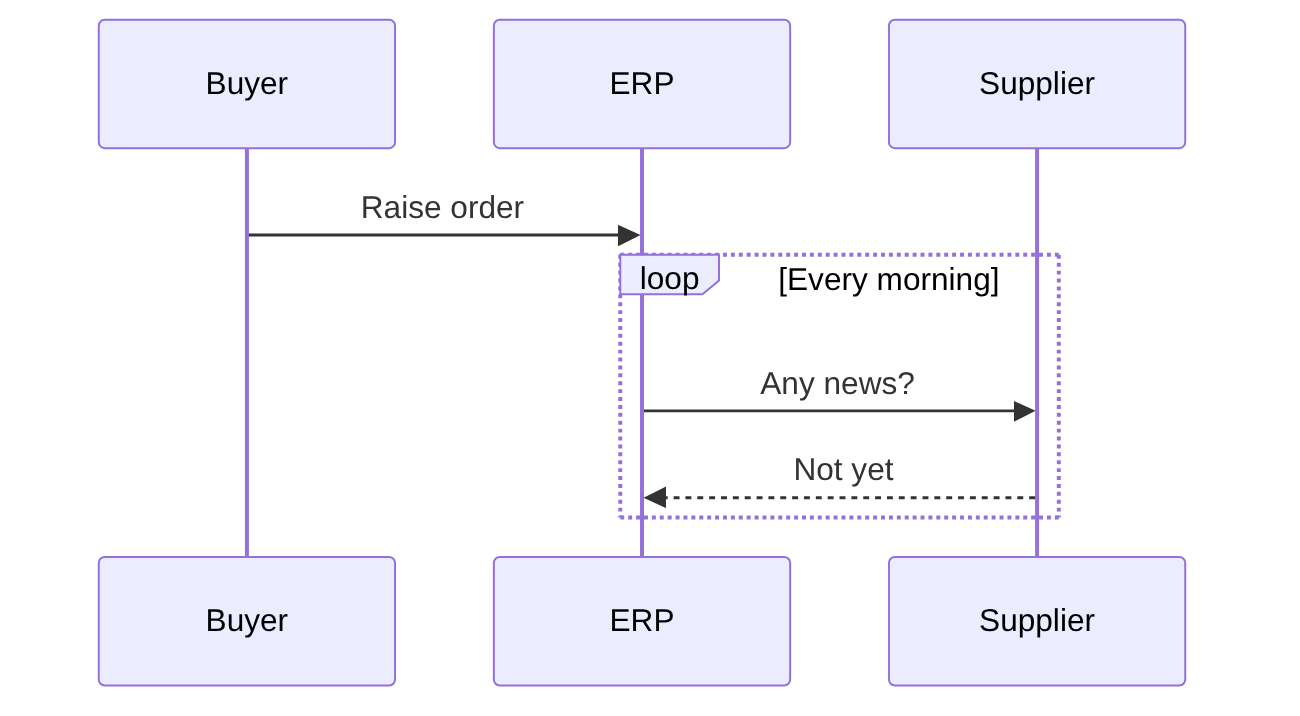 Buyer
ERP
Supplier
Raise order
loop
[Every morning]
Any news?
Not yet
Buyer
ERP
Supplier